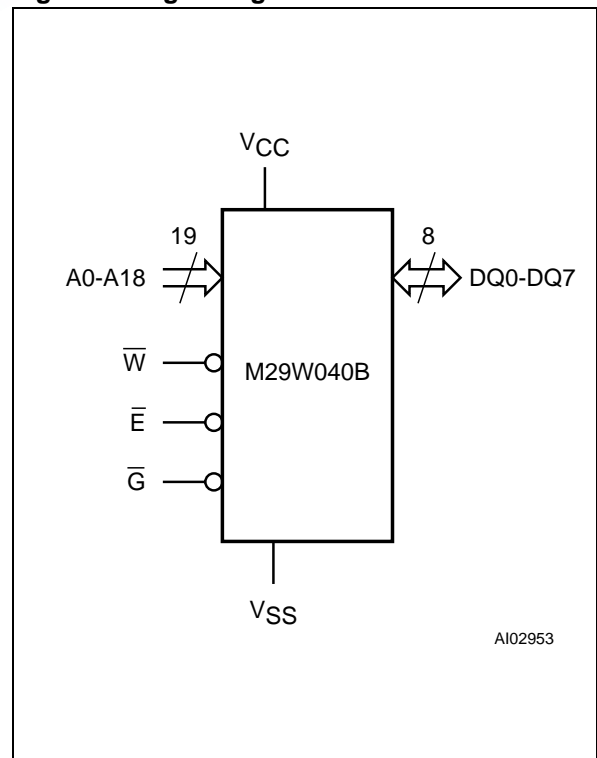 VCC
19
8
A0-A18
DQ0-DQ7
W̅
M29W040B
E̅
G̅
VSS
AI02953